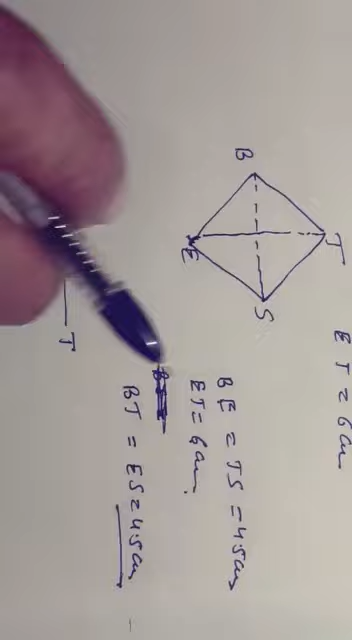 B
T
E
S
ET = 6cm
BE = TS = 4.5cm
ET = 6cm.
BT = ES = 4.5cm
T